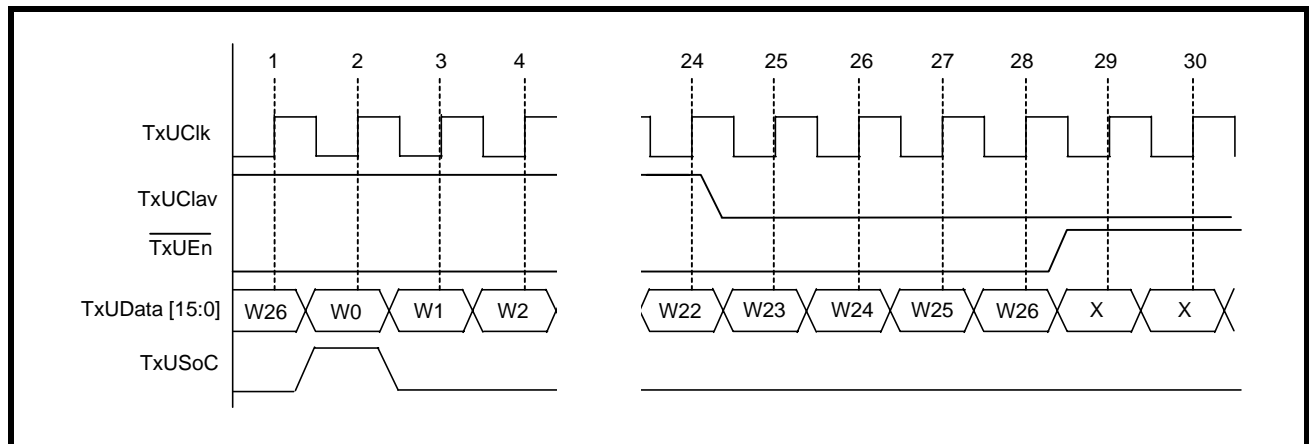 1 2 3 4 24 25 26 27 28 29 30
TxUClk
TxUClav
TxUEn
TxUData [15:0] W26 W0 W1 W2 W22 W23 W24 W25 W26 X X
TxUSoC